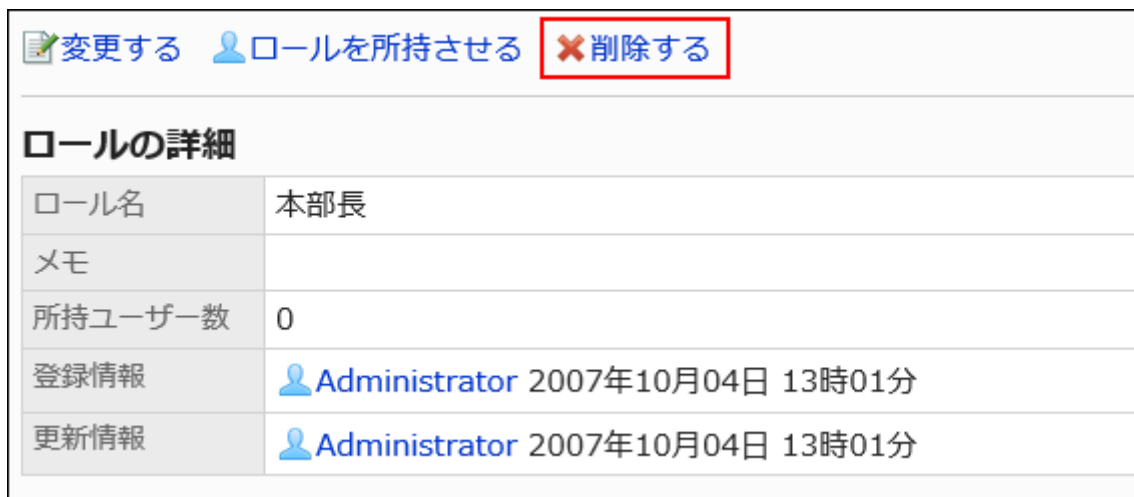 変更する ロールを所持させる 削除する
ロールの詳細
ロール名 本部長
メモ
所持ユーザー数 0
登録情報 Administrator 2007年10月04日 13時01分
更新情報 Administrator 2007年10月04日 13時01分